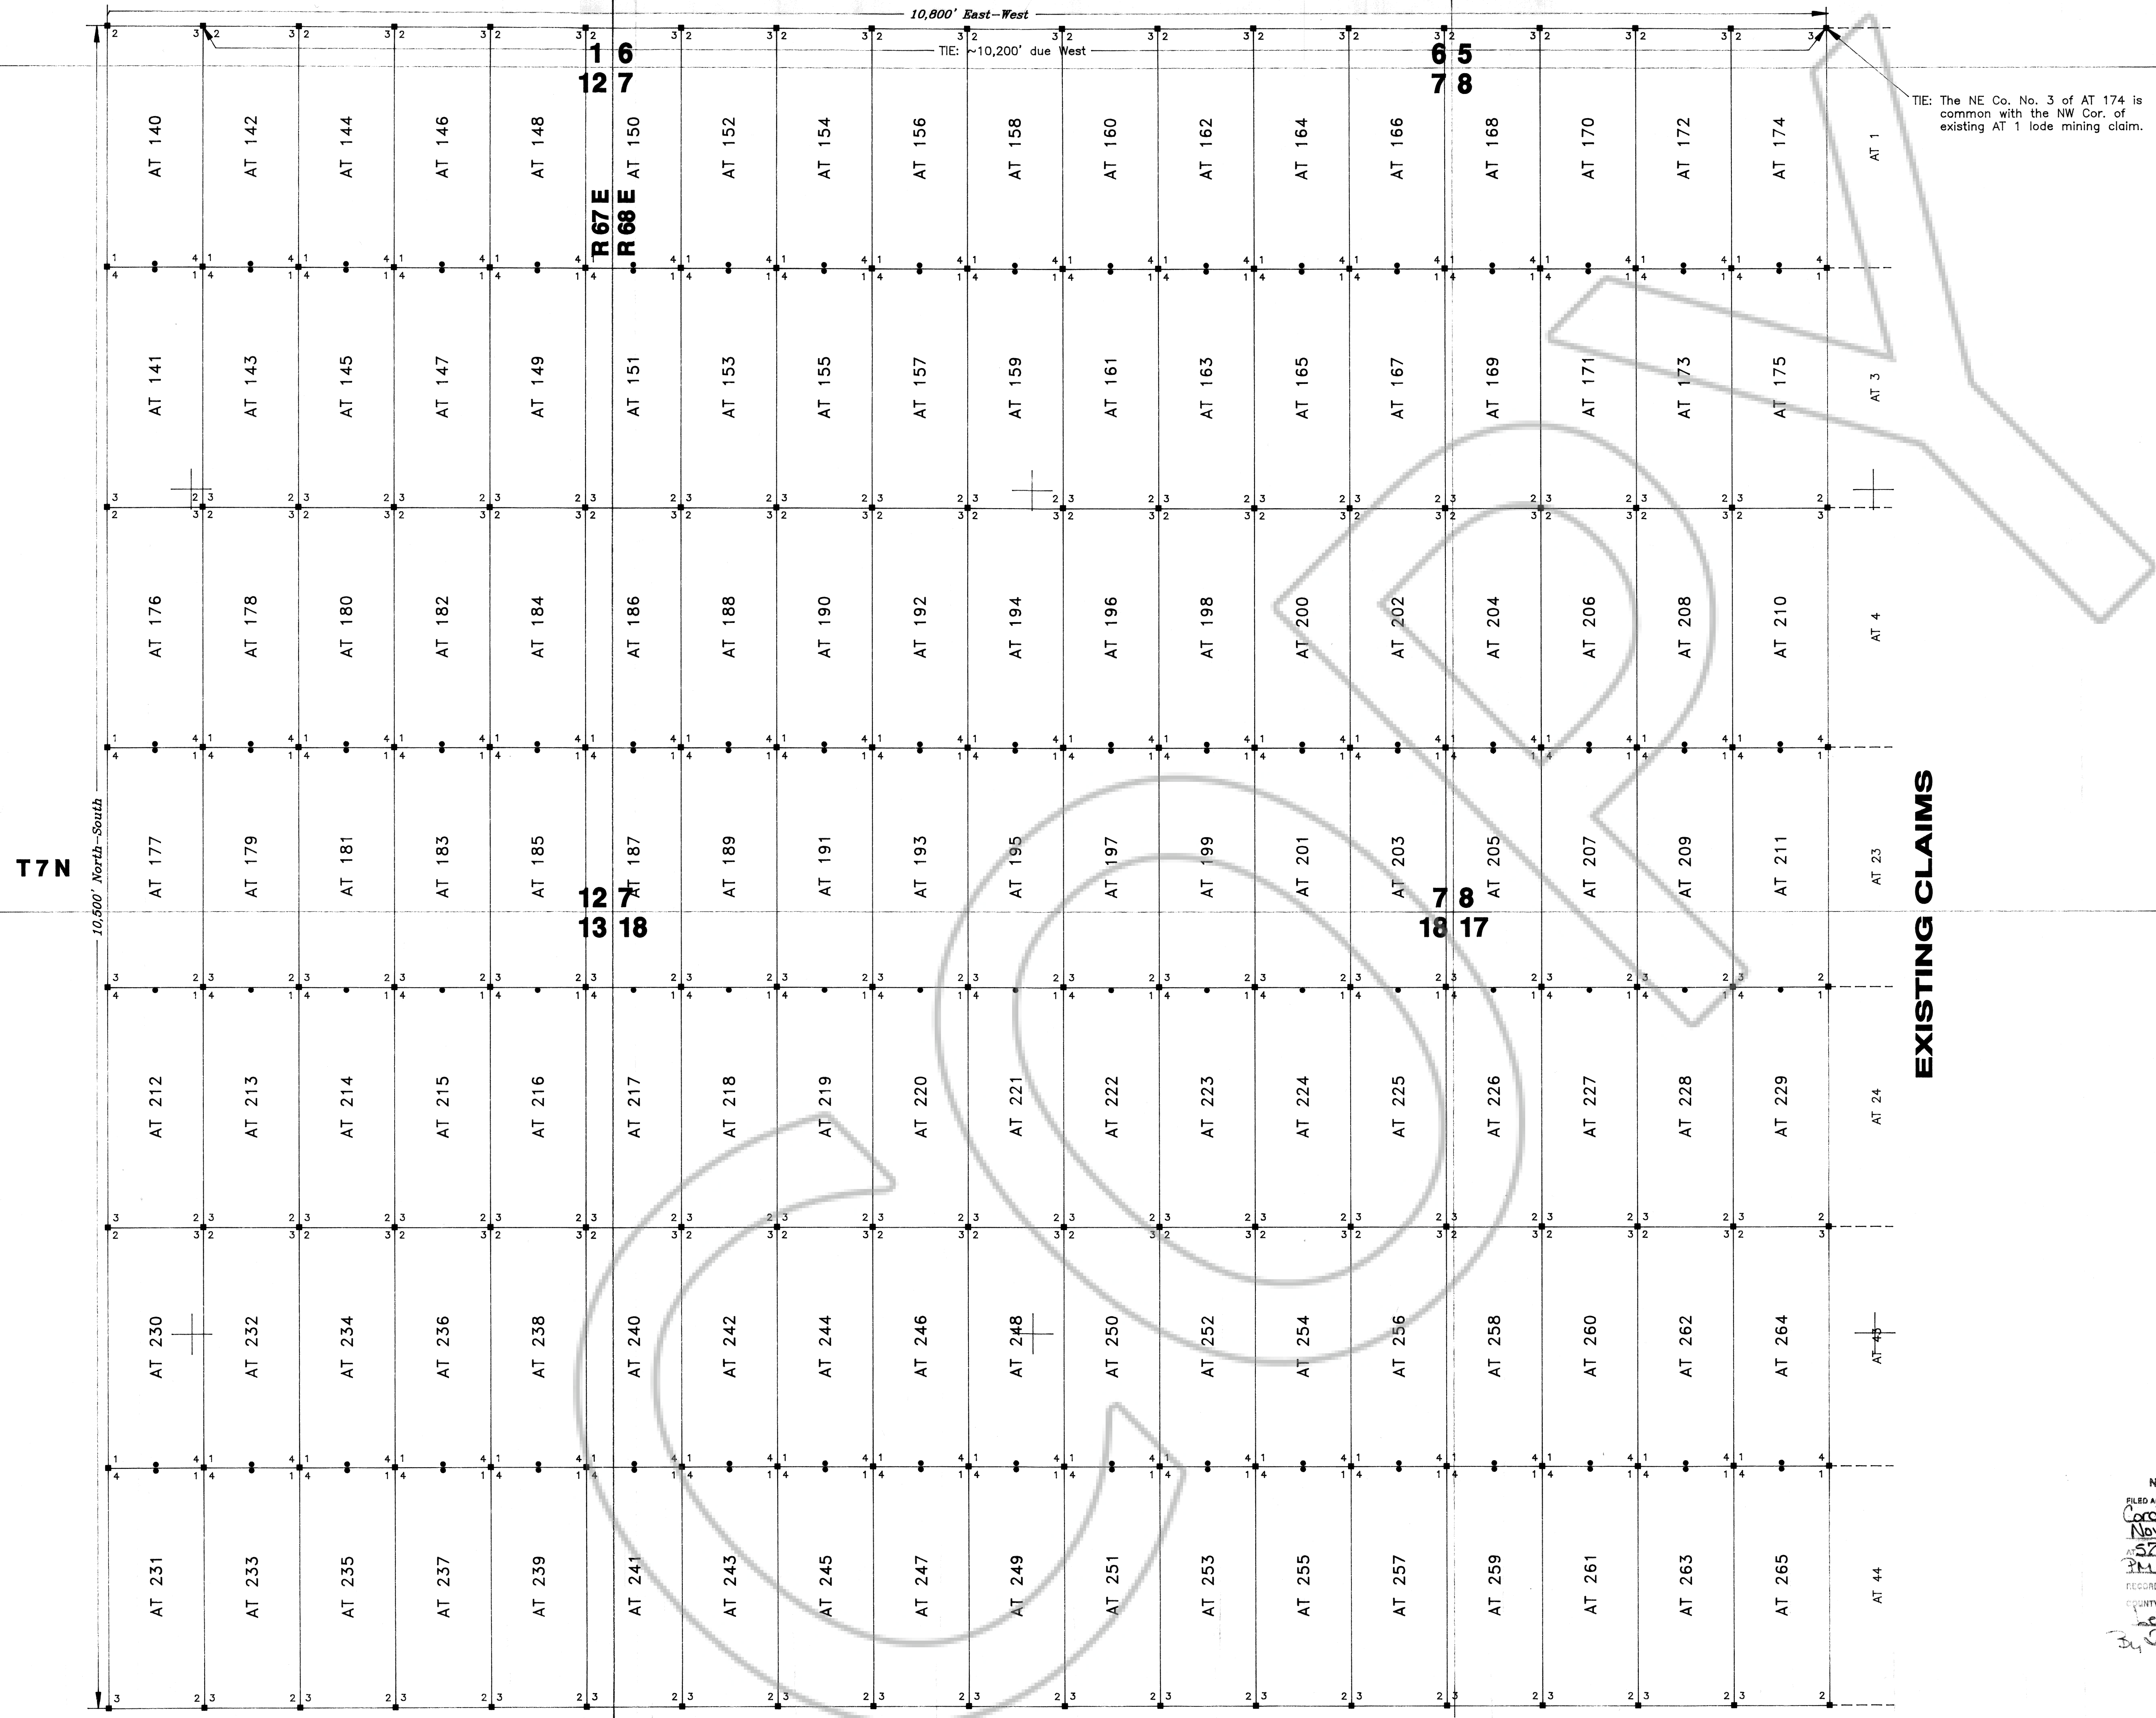 10,800' East-West
TIE: ~10,200' due West
1 6 6 5
12 7 7 8
TIE: The NE Co. No. 3 of AT 174 is
common with the NW Cor. of
existing AT 1 lode mining claim.
AT 140 AT 142 AT 144 AT 146 AT 148 AT 150 AT 152 AT 154 AT 156 AT 158 AT 160 AT 162 AT 164 AT 166 AT 168 AT 170 AT 172 AT 174 AT 1
R 67 E R 68 E
AT 141 AT 143 AT 145 AT 147 AT 149 AT 151 AT 153 AT 155 AT 157 AT 159 AT 161 AT 163 AT 165 AT 167 AT 169 AT 171 AT 173 AT 175 AT 3
AT 176 AT 178 AT 180 AT 182 AT 184 AT 186 AT 188 AT 190 AT 192 AT 194 AT 196 AT 198 AT 200 AT 202 AT 204 AT 206 AT 208 AT 210 AT 4
T 7 N
10,500' North-South
AT 177 AT 179 AT 181 AT 183 AT 185 AT 187 AT 189 AT 191 AT 193 AT 195 AT 197 AT 199 AT 201 AT 203 AT 205 AT 207 AT 209 AT 211 AT 23
12 7 7 8
13 18 18 17
EXISTING CLAIMS
AT 212 AT 213 AT 214 AT 215 AT 216 AT 217 AT 218 AT 219 AT 220 AT 221 AT 222 AT 223 AT 224 AT 225 AT 226 AT 227 AT 228 AT 229 AT 24
AT 230 AT 232 AT 234 AT 236 AT 238 AT 240 AT 242 AT 244 AT 246 AT 248 AT 250 AT 252 AT 254 AT 256 AT 258 AT 260 AT 262 AT 264 AT 43
AT 231 AT 233 AT 235 AT 237 AT 239 AT 241 AT 243 AT 245 AT 247 AT 249 AT 251 AT 253 AT 255 AT 257 AT 259 AT 261 AT 263 AT 265 AT 44
COPY
FILED